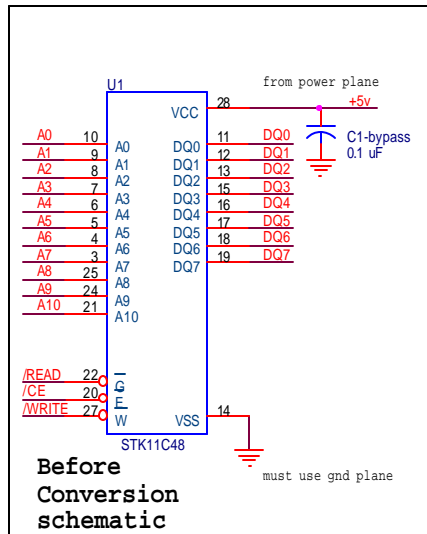 U1
from power plane
28 +5v
VCC
A0 10 A0 DQ0 11 DQ0
A1 9 A1 DQ1 12 DQ1
A2 8 A2 DQ2 13 DQ2
A3 7 A3 DQ3 15 DQ3
A4 6 A4 DQ4 16 DQ4
A5 5 A5 DQ5 17 DQ5
A6 4 A6 DQ6 18 DQ6
A7 3 A7 DQ7 19 DQ7
A8 25 A8
A9 24 A9
A10 21 A10
C1-bypass
0.1 uF
/READ 22 G
/CE 20 E
/WRITE 27 W
VSS 14
STK11C48
must use gnd plane
Before
Conversion
schematic